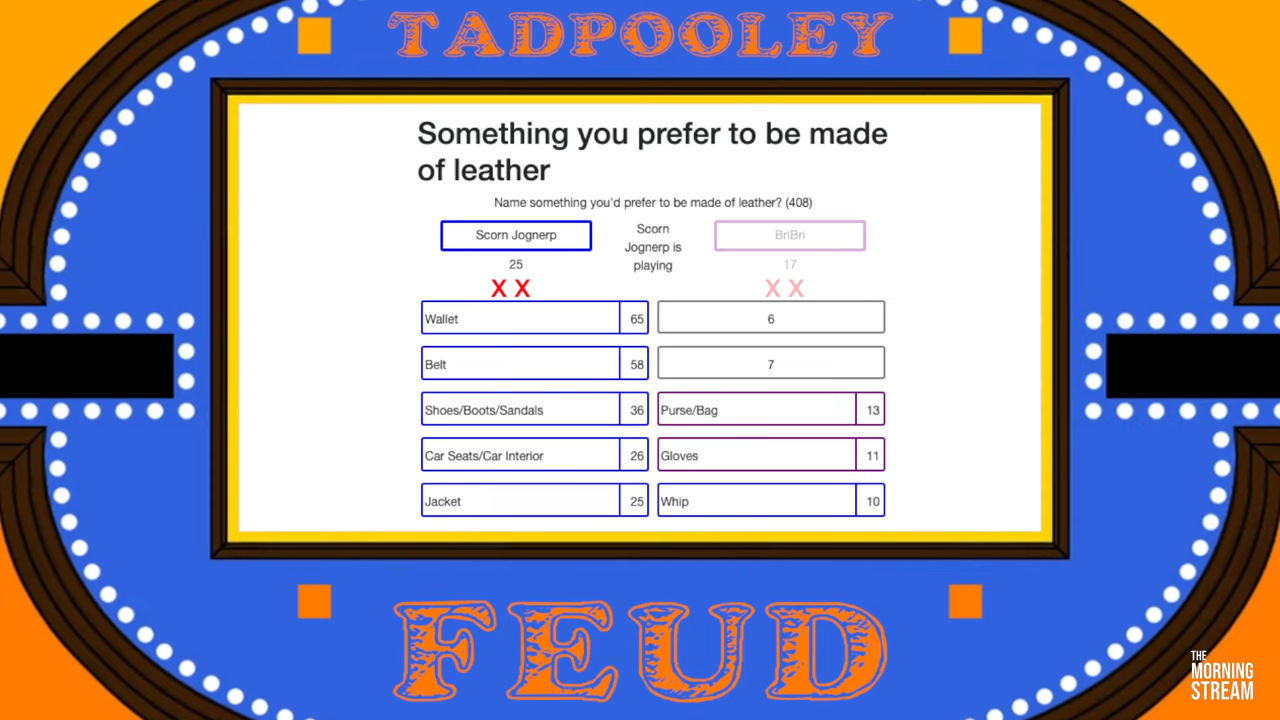 TADPOOLEY
Something you prefer to be made
of leather
Name something you'd prefer to be made of leather? (408)
Scorn Jognerp
Scorn
Jognerp is
playing
BriBri
25
17
X X
X X
Wallet 65
6
Belt 58
7
Shoes/Boots/Sandals 36
Purse/Bag 13
Car Seats/Car Interior 26
Gloves 11
Jacket 25
Whip 10
FEUD
THE
MORNING
STREAM